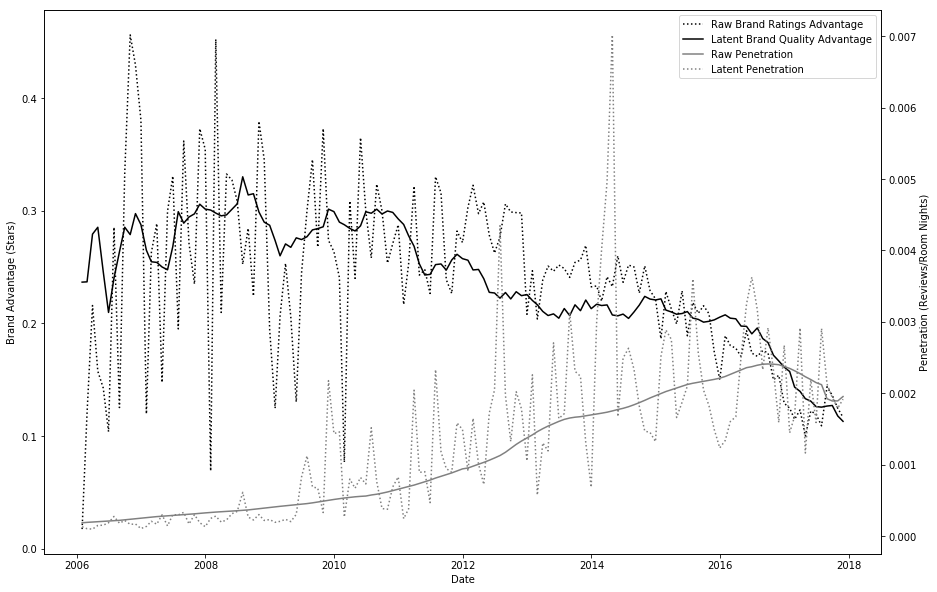 Raw Brand Ratings Advantage
Latent Brand Quality Advantage
Raw Penetration
Latent Penetration
0.4
0.3
0.2
0.1
0.0
Brand Advantage (Stars)
0.007
0.006
0.005
0.004
0.003
0.002
0.001
0.000
Penetration (Reviews/Room Nights)
2006 2008 2010 2012 2014 2016 2018
Date